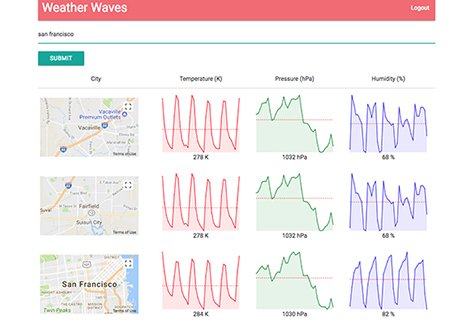 Weather Waves
Logout
san francisco
SUBMIT
City Temperature (K) Pressure (hPa) Humidity (%)
Vacaville
Premium Outlets
Vacaville
Terms of Use
278 K 1032 hPa 68 %
Fairfield
Suisun City
Terms of Use
278 K 1032 hPa 68 %
San Francisco
Twin Peaks
Terms of Use
284 K 1030 hPa 82 %